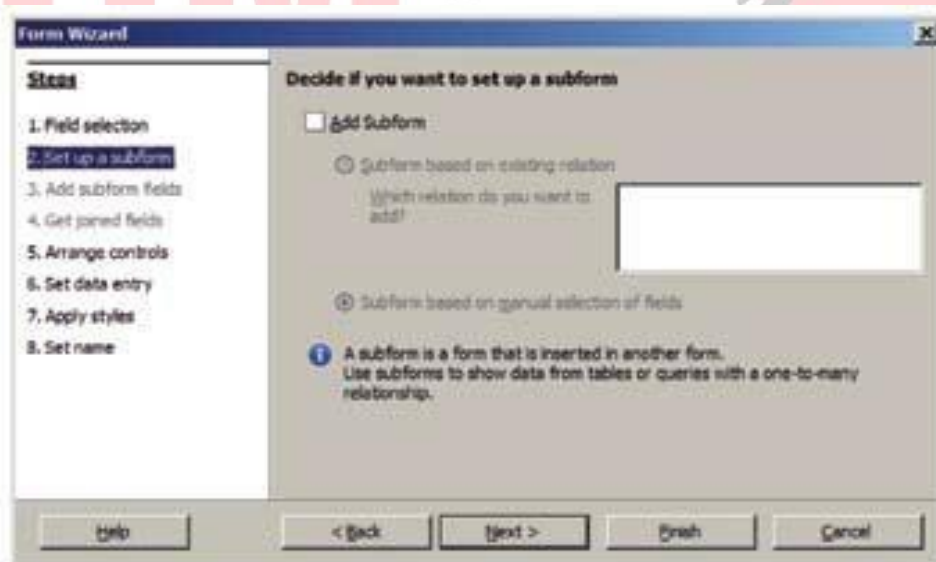 Form Wizard
Steps
1. Field selection
2. Set up a subform
3. Add subform fields
4. Get joined fields
5. Arrange controls
6. Set data entry
7. Apply styles
8. Set name
Decide if you want to set up a subform
Add Subform
Subform based on existing relation
Which relation do you want to
add?
Subform based on manual selection of fields
A subform is a form that is inserted in another form.
Use subforms to show data from tables or queries with a one-to-many
relationship.
Help
< Back
Next >
Finish
Cancel